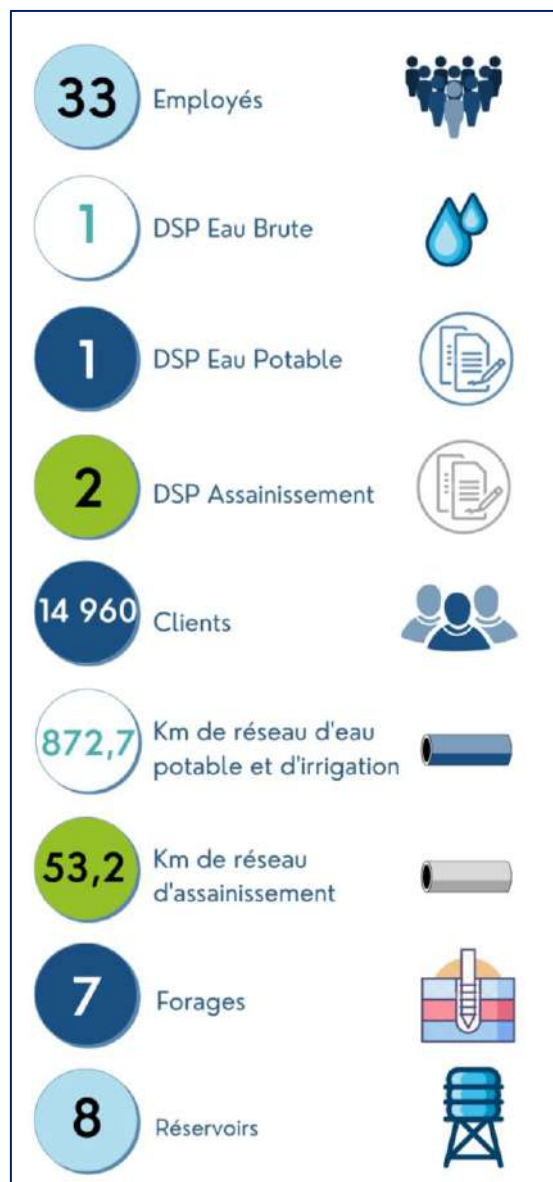 33 Employés
1 DSP Eau Brute
1 DSP Eau Potable
2 DSP Assainissement
14 960 Clients
872,7 Km de réseau d'eau
potable et d'irrigation
53,2 Km de réseau
d'assainissement
7 Forages
8 Réservoirs